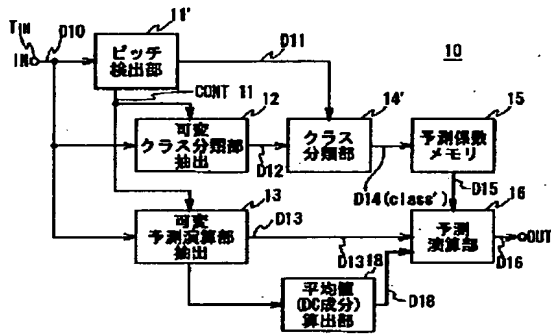 T_IN
IN
D10
11'
ピッチ
検出部
D11
10
CONT 11
12
可変
クラス分類部
抽出
D12
14'
クラス
分類部
15
予測係数
メモリ
D14(class')
D15
13
可変
予測演算部
抽出
D13
D13
16
予測
演算部
OUT
D16
18
平均値
(DC成分)
算出部
D18